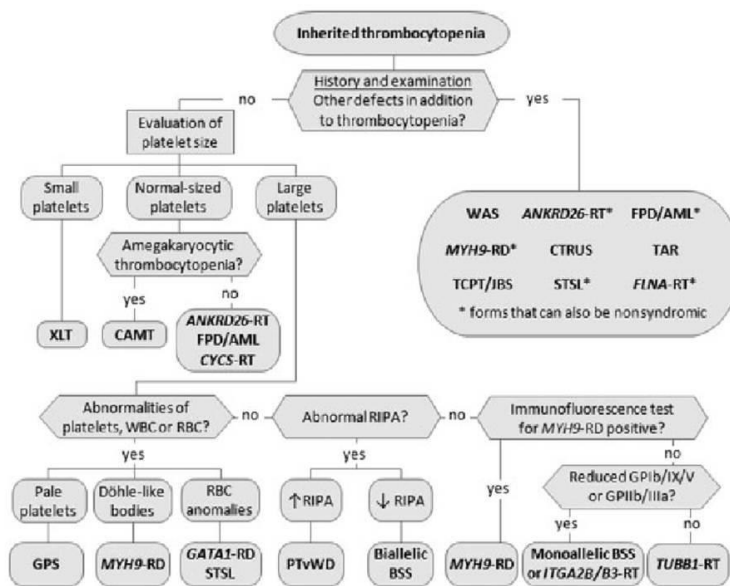 Inherited thrombocytopenia
History and examination
Other defects in addition
to thrombocytopenia?
no
yes
Evaluation of
platelet size
Small
platelets
Normal-sized
platelets
Large
platelets
Amegakaryocytic
thrombocytopenia?
yes
no
XLT
CAMT
ANKRD26-RT
FPD/AML
CYCS-RT
WAS ANKRD26-RT* FPD/AML*
MYH9-RD* CTRUS TAR
TCPT/JBS STSL* FLNA-RT*
* forms that can also be nonsyndromic
Abnormalities of
platelets, WBC or RBC?
no
Abnormal RIPA?
no
Immunofluorescence test
for MYH9-RD positive?
yes
yes
yes
no
Pale
platelets
Döhle-like
bodies
RBC
anomalies
↑ RIPA
↓ RIPA
Reduced GPIb/IX/V
or GPIIb/IIIa?
yes
no
GPS
MYH9-RD
GATA1-RD
STSL
PTvWD
Biallelic
BSS
MYH9-RD
Monoallelic BSS
or ITGA2B/B3-RT
TUBB1-RT